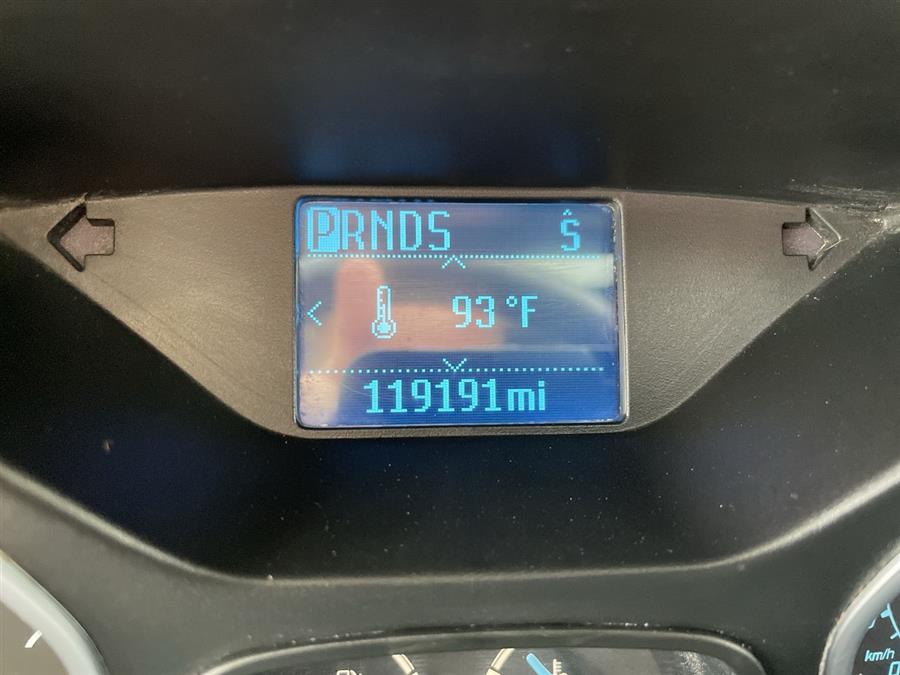 PRNDS Ŝ
93 °F
119191mi
km/h